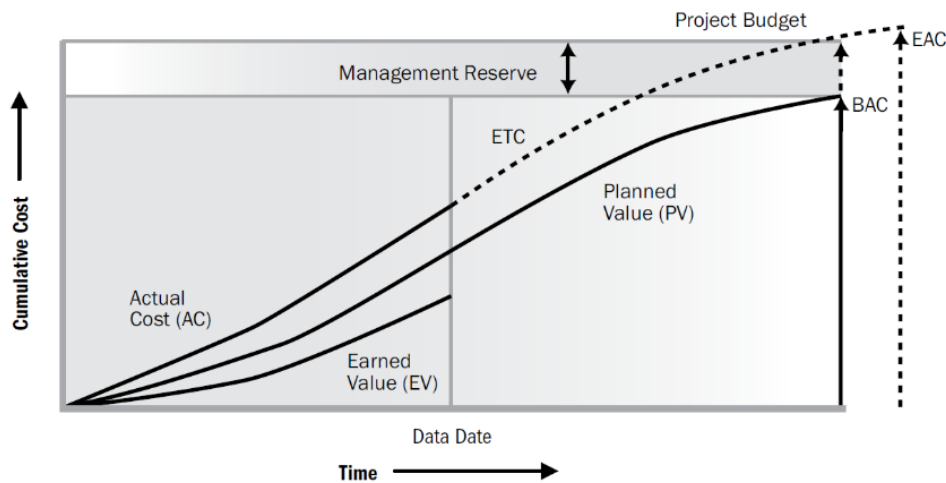 Project Budget
EAC
Management Reserve
BAC
ETC
Cumulative Cost
Planned
Value (PV)
Actual
Cost (AC)
Earned
Value (EV)
Data Date
Time